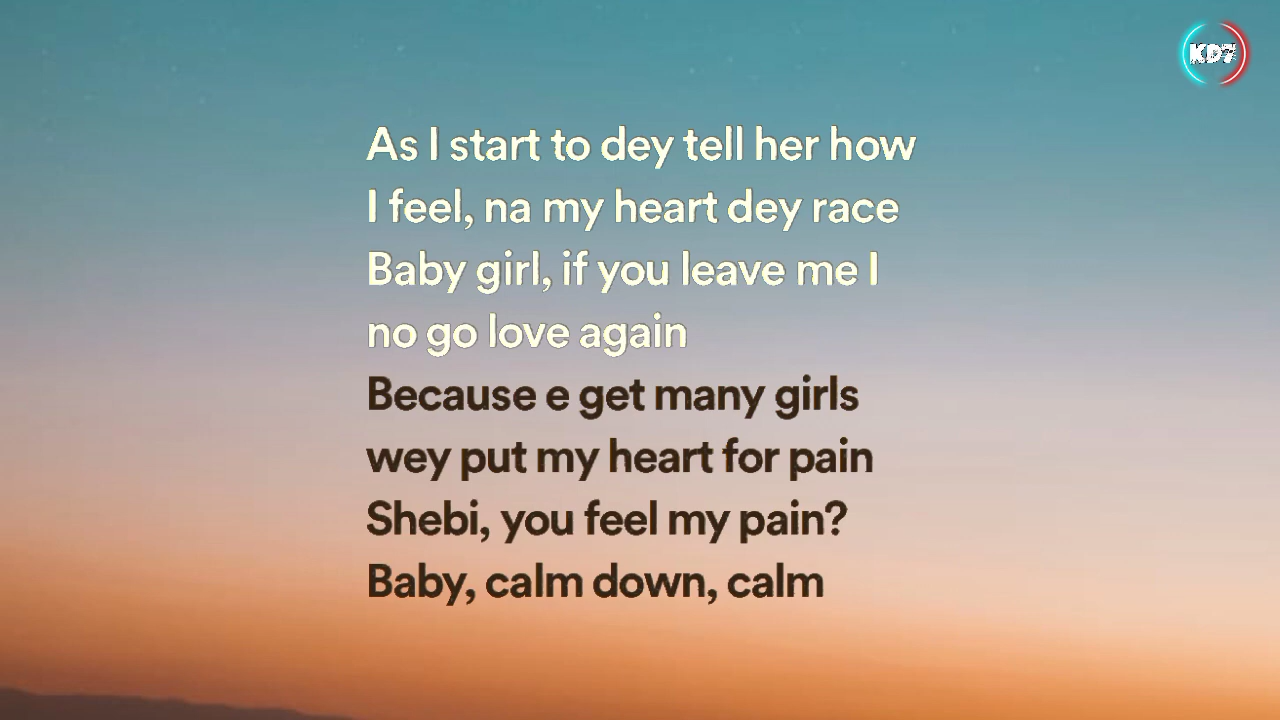 KD7
As I start to dey tell her how
I feel, na my heart dey race
Baby girl, if you leave me I
no go love again
Because e get many girls
wey put my heart for pain
Shebi, you feel my pain?
Baby, calm down, calm